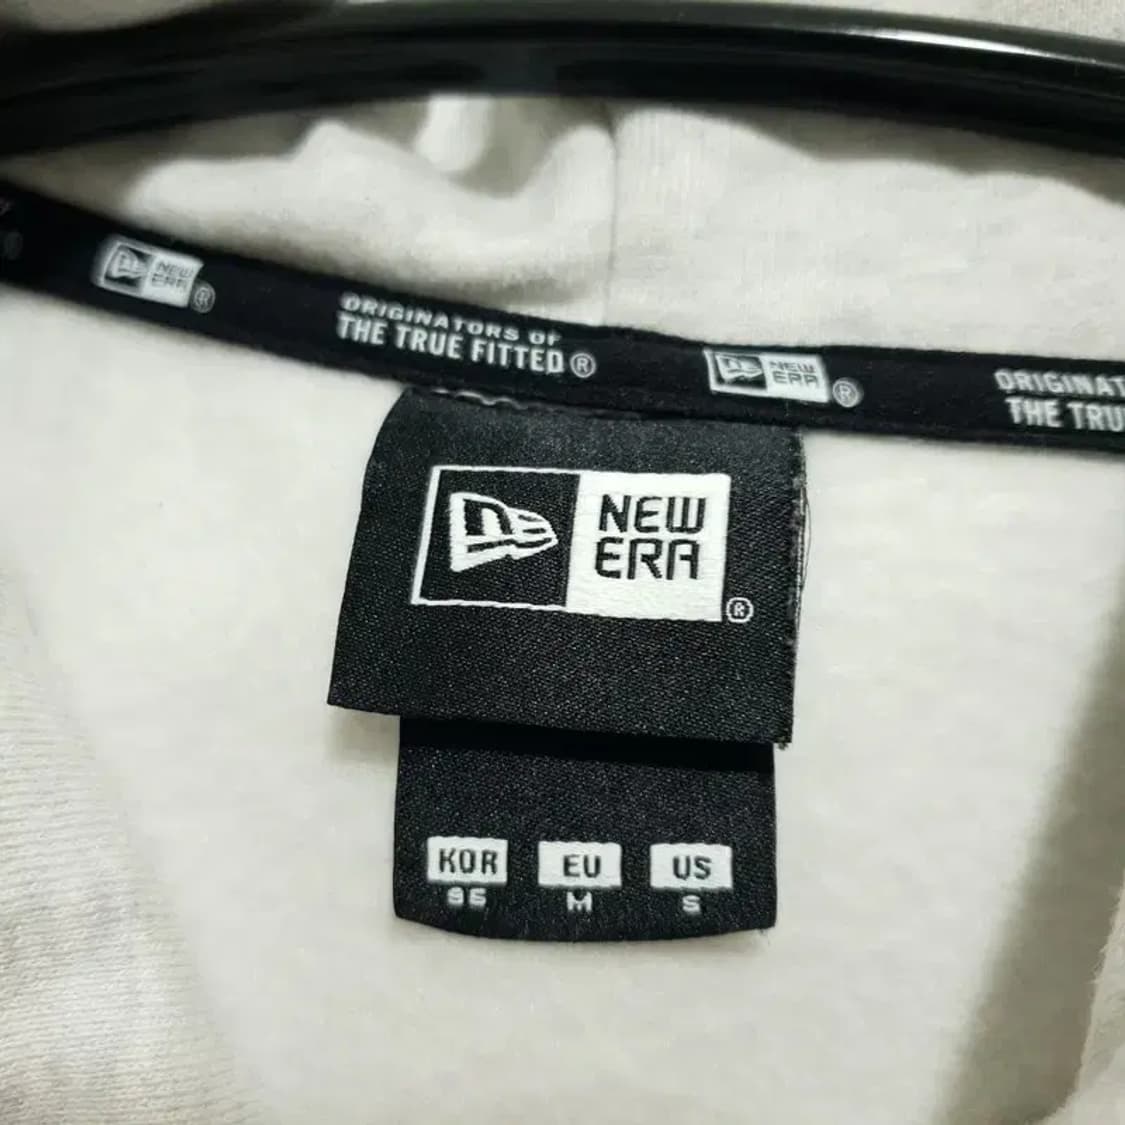 NEW
ERA
®
ORIGINATORS OF
THE TRUE FITTED®
NEW
ERA
®
ORIGINAT
THE TRU
NEW
ERA
®
KOR EU US
95 M S